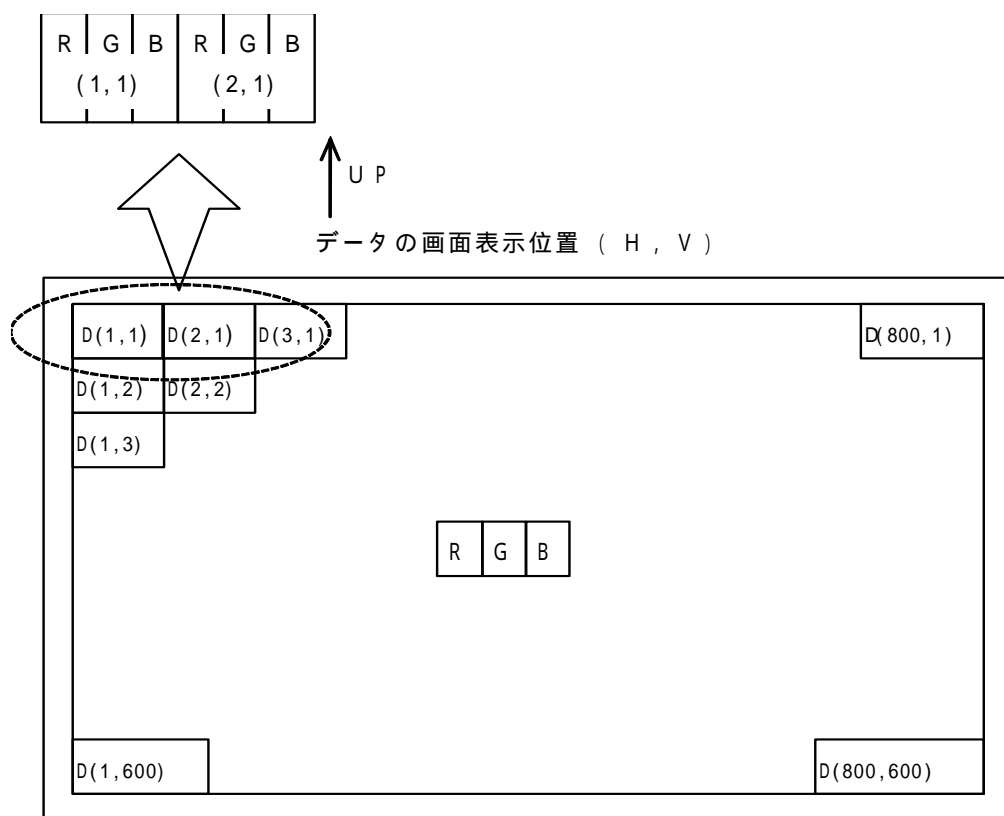 R G B R G B
(1,1) (2,1)
UP
データの画面表示位置 ( H , V )
D(1,1) D(2,1) D(3,1) D(800,1)
D(1,2) D(2,2)
D(1,3)
R G B
D(1,600) D(800,600)